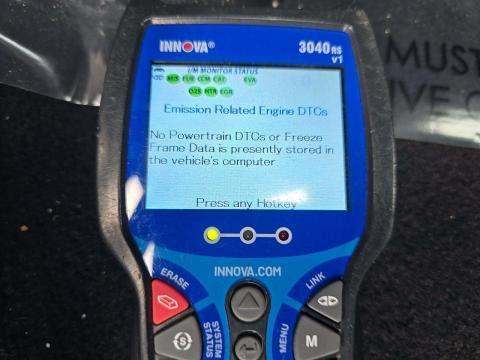 INNOVA®
3040RS
v1
I/M MONITOR STATUS
MIS FUE CCM CAT EVA
O2S HTR EGR
Emission Related Engine DTCs
No Powertrain DTCs or Freeze
Frame Data is presently stored in
the vehicle's computer
Press any Hotkey
INNOVA.COM
ERASE
LINK
SYSTEM
STATUS
MENU
S
M
MUST
VE